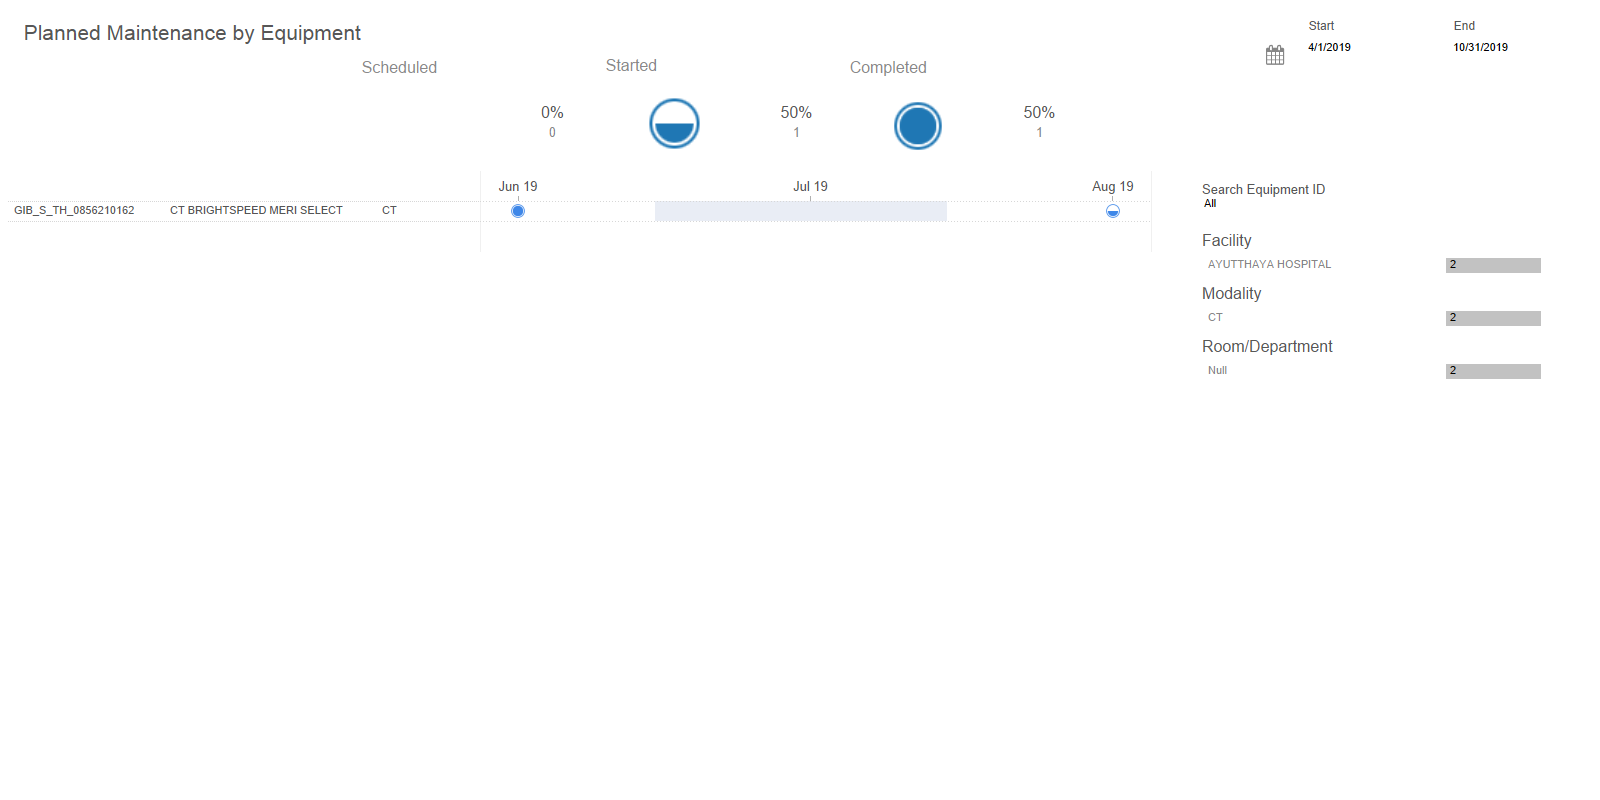 Planned Maintenance by Equipment
Start
End
4/1/2019
10/31/2019
Scheduled
Started
Completed
0%
0
50%
1
50%
1
Jun 19
Jul 19
Aug 19
GIB_S_TH_0856210162 CT BRIGHTSPEED MERI SELECT CT
Search Equipment ID
All
Facility
AYUTTHAYA HOSPITAL 2
Modality
CT 2
Room/Department
Null 2